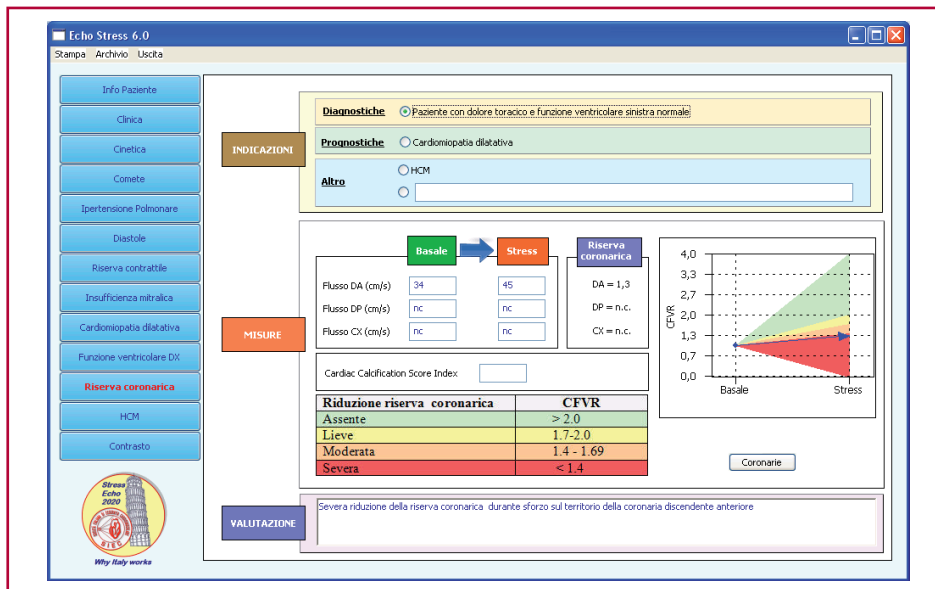 Echo Stress 6.0
Stampa Archivio Uscita
Info Paziente
Clinica
Cinetica
Comete
Ipertensione Polmonare
Diastole
Riserva contrattile
Insufficienza mitralica
Cardiomiopatia dilatativa
Funzione ventricolare DX
Riserva coronarica
HCM
Contrasto
Stress
Echo
2020
SIEC
Why Italy works
INDICAZIONI
Diagnostiche Paziente con dolore toracico e funzione ventricolare sinistra normale
Prognostiche Cardiomiopatia dilatativa
Altro
HCM
MISURE
Basale Stress
Flusso DA (cm/s) 34 45
Flusso DP (cm/s) nc nc
Flusso CX (cm/s) nc nc
Riserva
coronarica
DA = 1,3
DP = n.c.
CX = n.c.
Cardiac Calcification Score Index
Riduzione riserva coronarica CFVR
Assente > 2.0
Lieve 1.7-2.0
Moderata 1.4 - 1.69
Severa < 1.4
CFVR
4,0
3,3
2,7
2,0
1,3
0,7
0,0
Basale Stress
Coronarie
VALUTAZIONE
Severa riduzione della riserva coronarica durante sforzo sul territorio della coronaria discendente anteriore